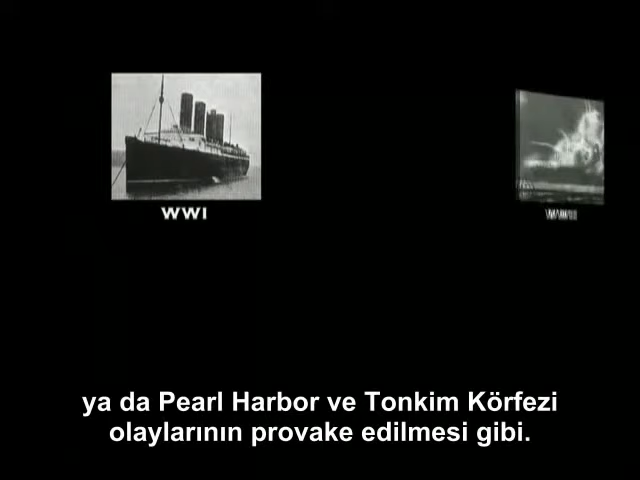 WWI
ya da Pearl Harbor ve Tonkim Körfezi
olaylarının provake edilmesi gibi.